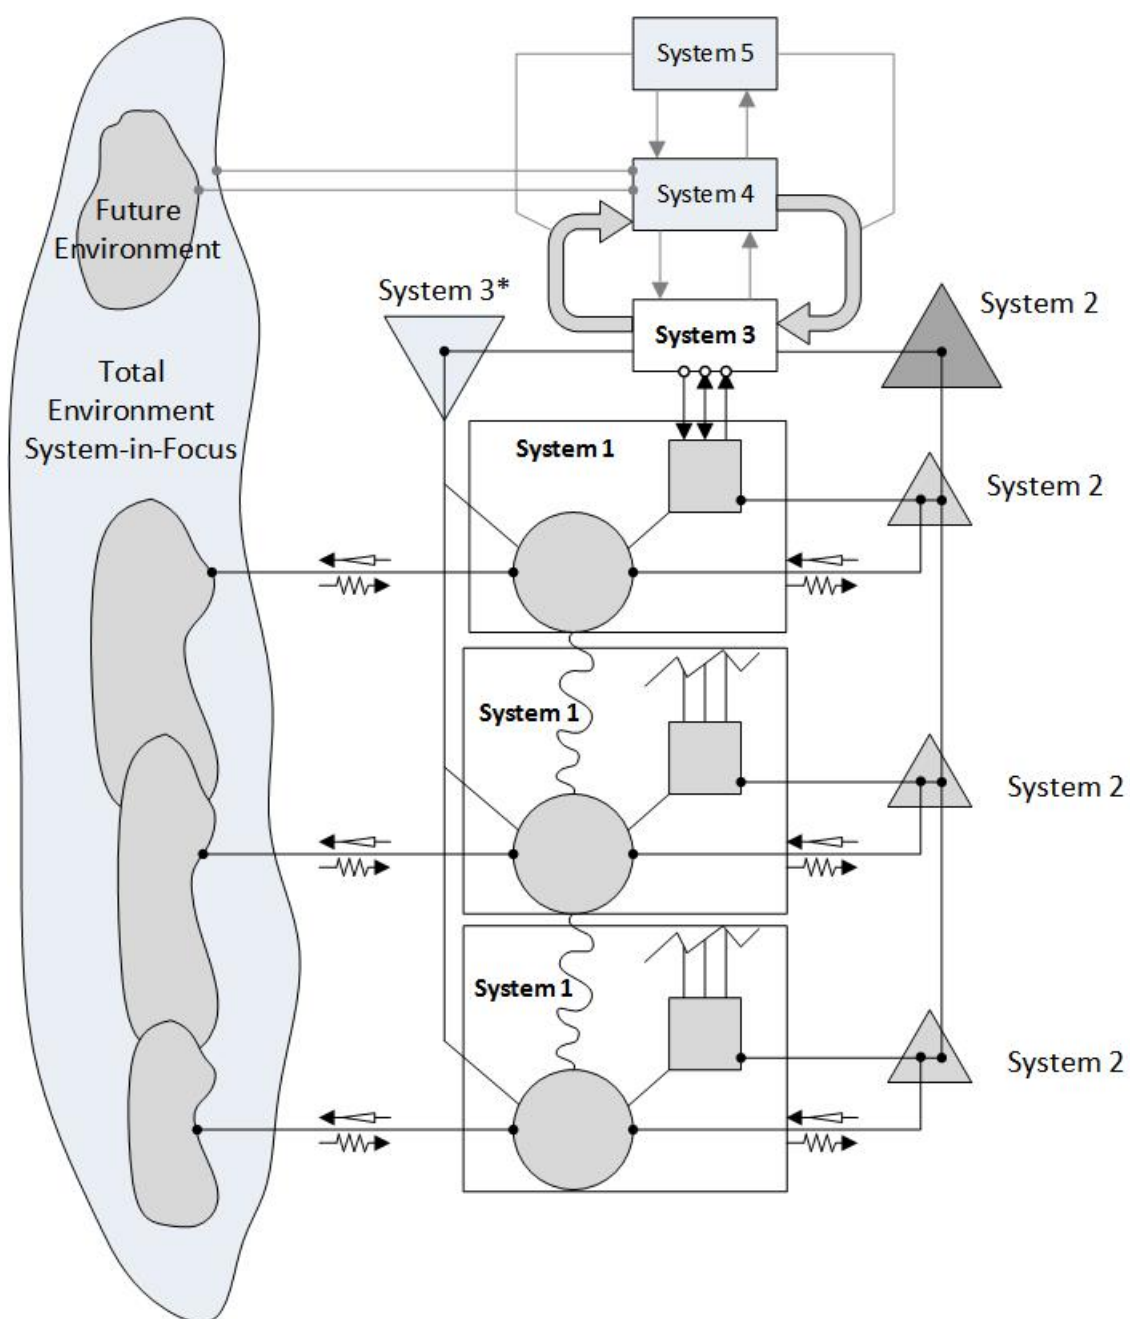 System 5
System 4
Future
Environment
System 3*
System 3
System 2
Total
Environment
System-in-Focus
System 1
System 2
System 1
System 2
System 1
System 2